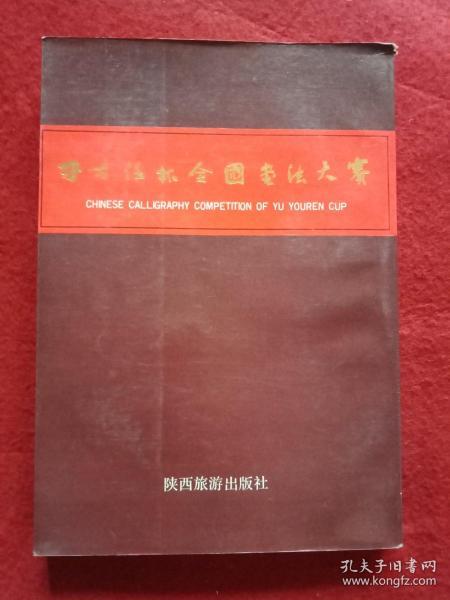 于右任杯全國书法大赛
CHINESE CALLIGRAPHY COMPETITION OF YU YOUREN CUP
陕西旅游出版社
孔夫子旧书网
www.kongfz.com